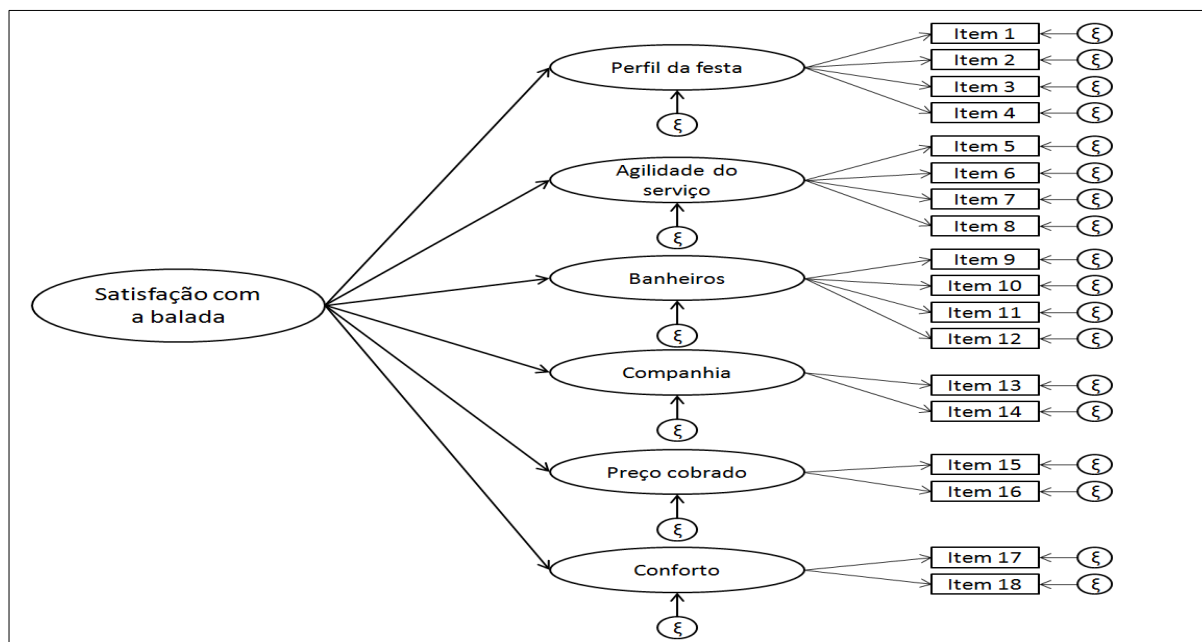 Perfil da festa
ξ
Item 1
ξ
Item 2
ξ
Item 3
ξ
Item 4
ξ
Agilidade do
serviço
ξ
Item 5
ξ
Item 6
ξ
Item 7
ξ
Item 8
ξ
Satisfação com
a balada
Banheiros
ξ
Item 9
ξ
Item 10
ξ
Item 11
ξ
Item 12
ξ
Companhia
ξ
Item 13
ξ
Item 14
ξ
Preço cobrado
ξ
Item 15
ξ
Item 16
ξ
Conforto
ξ
Item 17
ξ
Item 18
ξ